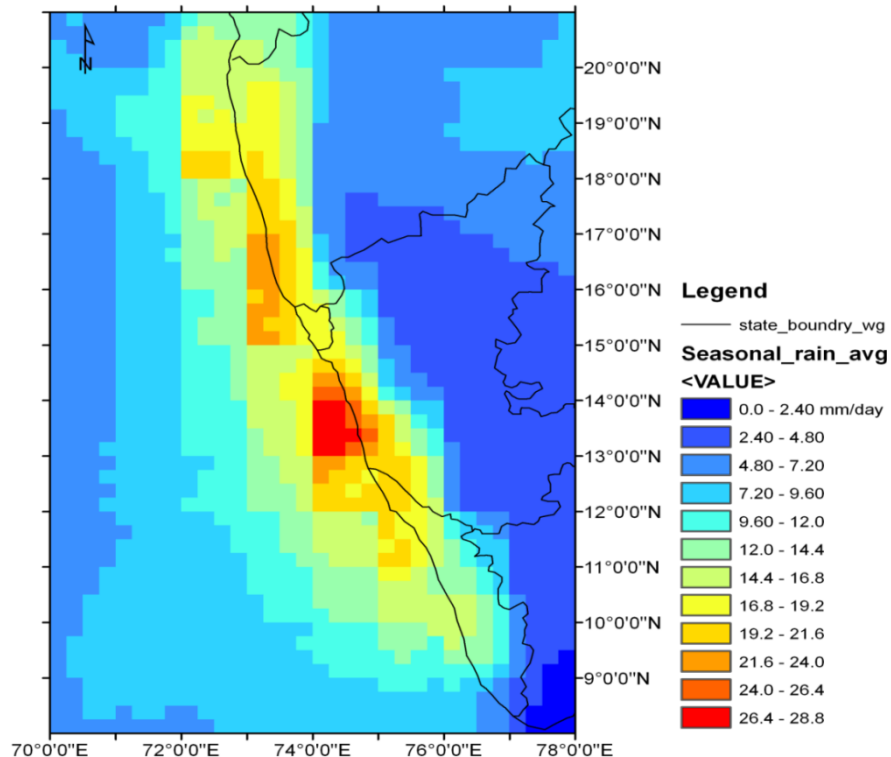 N
20°0'0"N
19°0'0"N
18°0'0"N
17°0'0"N
16°0'0"N
15°0'0"N
14°0'0"N
13°0'0"N
12°0'0"N
11°0'0"N
10°0'0"N
9°0'0"N
70°0'0"E 72°0'0"E 74°0'0"E 76°0'0"E 78°0'0"E
Legend
state_boundry_wg
Seasonal_rain_avg
<VALUE>
0.0 - 2.40 mm/day
2.40 - 4.80
4.80 - 7.20
7.20 - 9.60
9.60 - 12.0
12.0 - 14.4
14.4 - 16.8
16.8 - 19.2
19.2 - 21.6
21.6 - 24.0
24.0 - 26.4
26.4 - 28.8